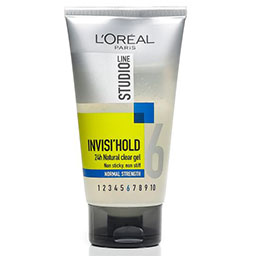 L'ORÉAL
PARIS
STUDIO LINE
6
INVISI'HOLD
24h Natural clear gel
Non sticky, non stiff
NORMAL STRENGTH
1 2 3 4 5 6 7 8 9 10